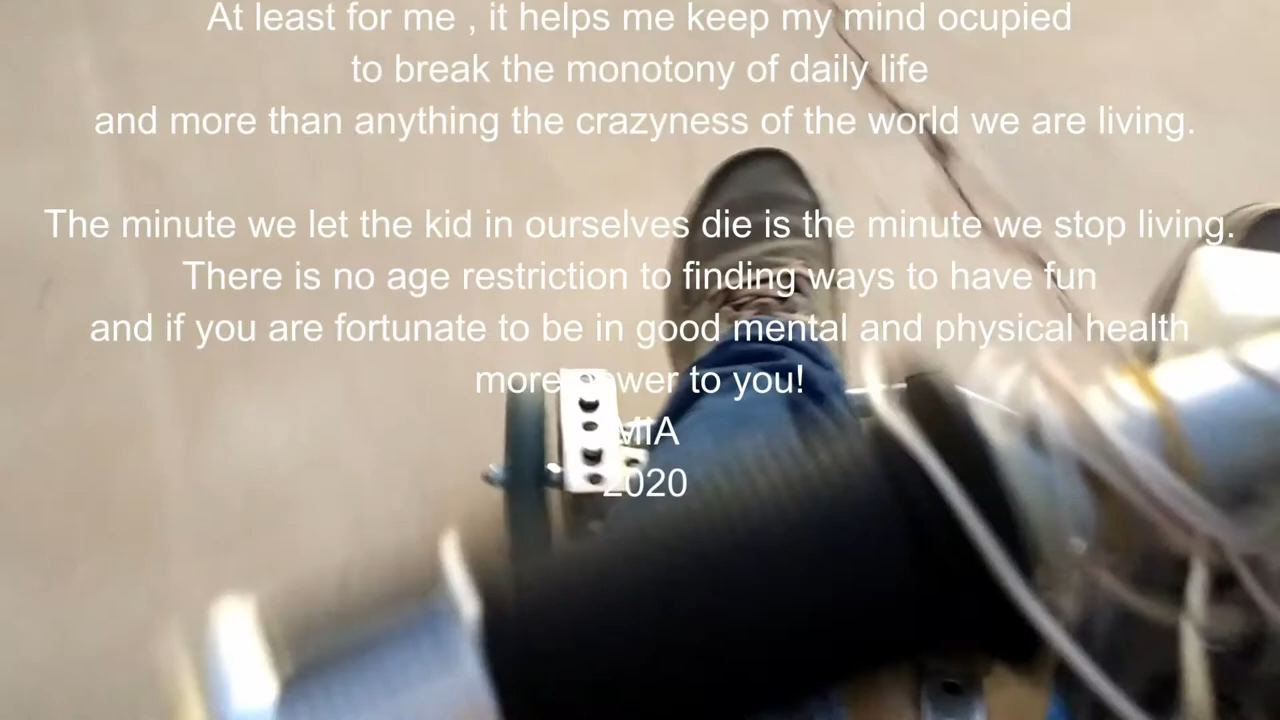 At least for me , it helps me keep my mind ocupied
to break the monotony of daily life
and more than anything the crazyness of the world we are living.
The minute we let the kid in ourselves die is the minute we stop living.
There is no age restriction to finding ways to have fun
and if you are fortunate to be in good mental and physical health
more power to you!
MIA
2020